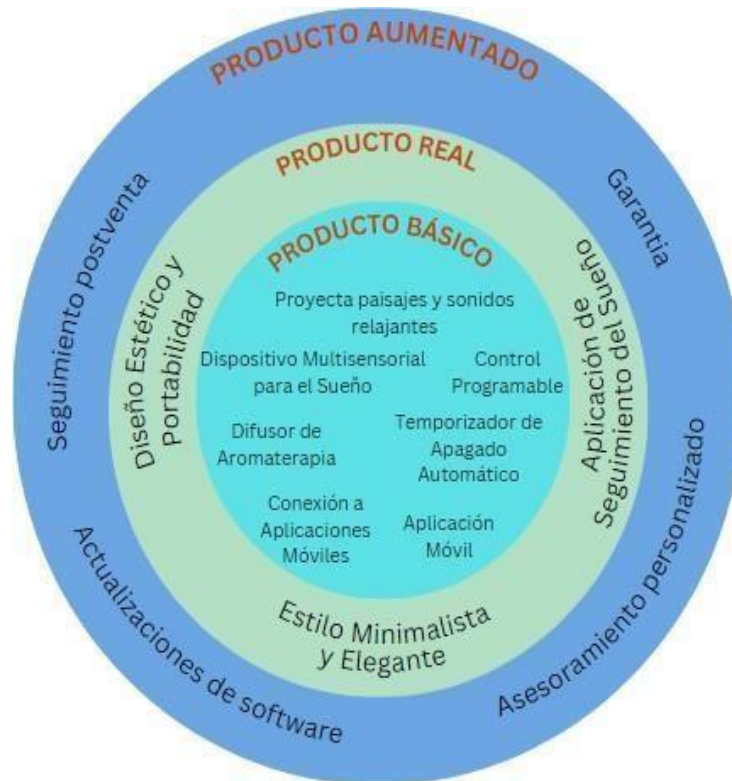 PRODUCTO AUMENTADO
Seguimiento postventa
Garantia
Actualizaciones de software
Asesoramiento personalizado
PRODUCTO REAL
Diseño Estético y
Portabilidad
Aplicación de
Seguimiento del Sueño
Estilo Minimalista
y Elegante
PRODUCTO BÁSICO
Proyecta paisajes y sonidos
relajantes
Dispositivo Multisensorial
para el Sueño
Control
Programable
Difusor de
Aromaterapia
Temporizador de
Apagado
Automático
Conexión a
Aplicaciones
Móviles
Aplicación
Móvil